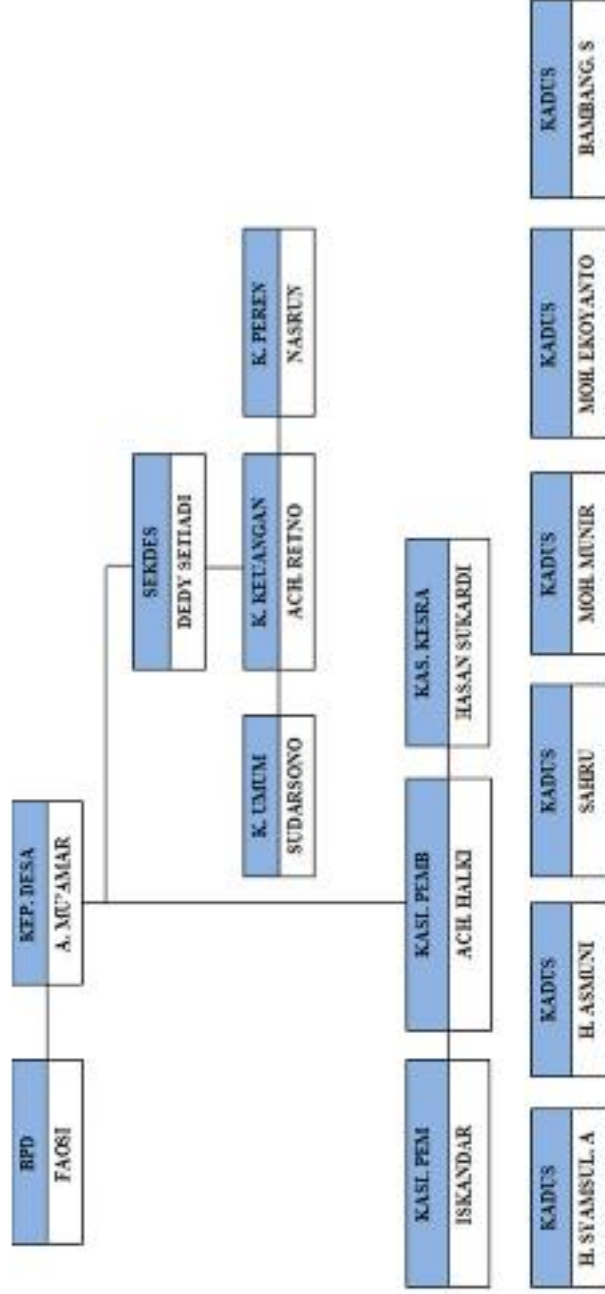 BPD
FAOSI
KEP. DESA
A. MU'AMAR
SEKDES
DEDY SETIADI
K. UMUM
SUDARSONO
K. KEUANGAN
ACH. RETNO
K. PEREN
NASRUN
KASI. PEM
ISKANDAR
KASI. PEMB
ACH. HALKI
KAS. KESRA
HASAN SUKARDI
KADUS
H. SYAMSUL. A
KADUS
H. ASMUNI
KADUS
SAHRU
KADUS
MOH. MUNIR
KADUS
MOH. EKOYANTO
KADUS
BAMBANG. S